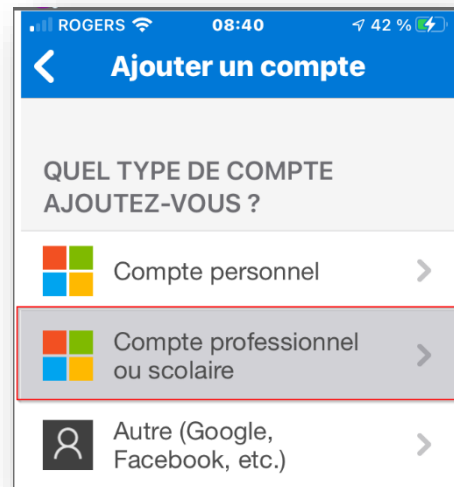 ROGERS 08:40 42 %
Ajouter un compte
QUEL TYPE DE COMPTE
AJOUTEZ-VOUS ?
Compte personnel
Compte professionnel
ou scolaire
Autre (Google,
Facebook, etc.)